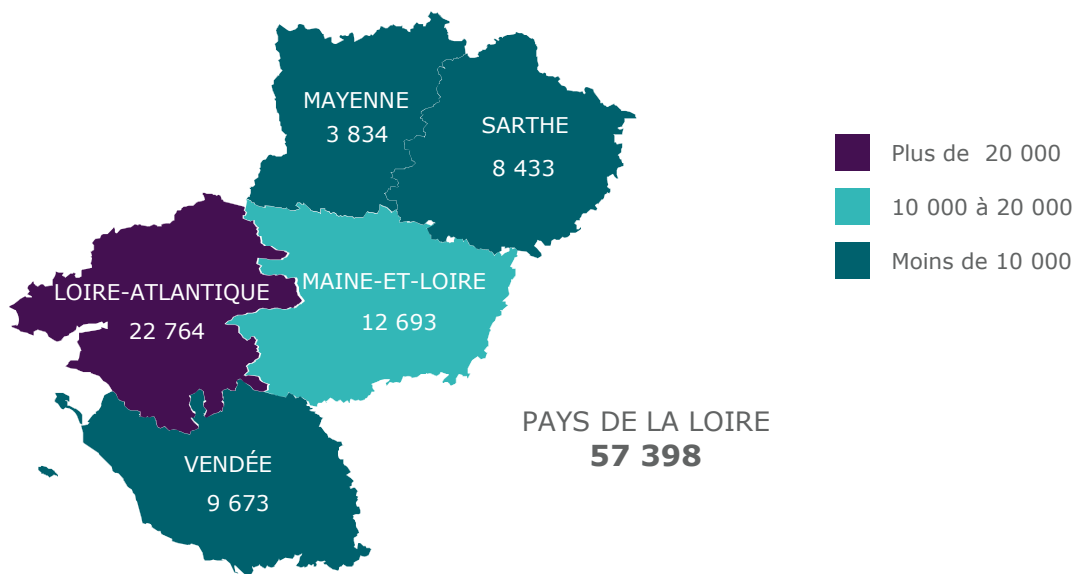 MAYENNE
3 834
SARTHE
8 433
LOIRE-ATLANTIQUE
22 764
MAINE-ET-LOIRE
12 693
VENDÉE
9 673
PAYS DE LA LOIRE
57 398
Plus de 20 000
10 000 à 20 000
Moins de 10 000